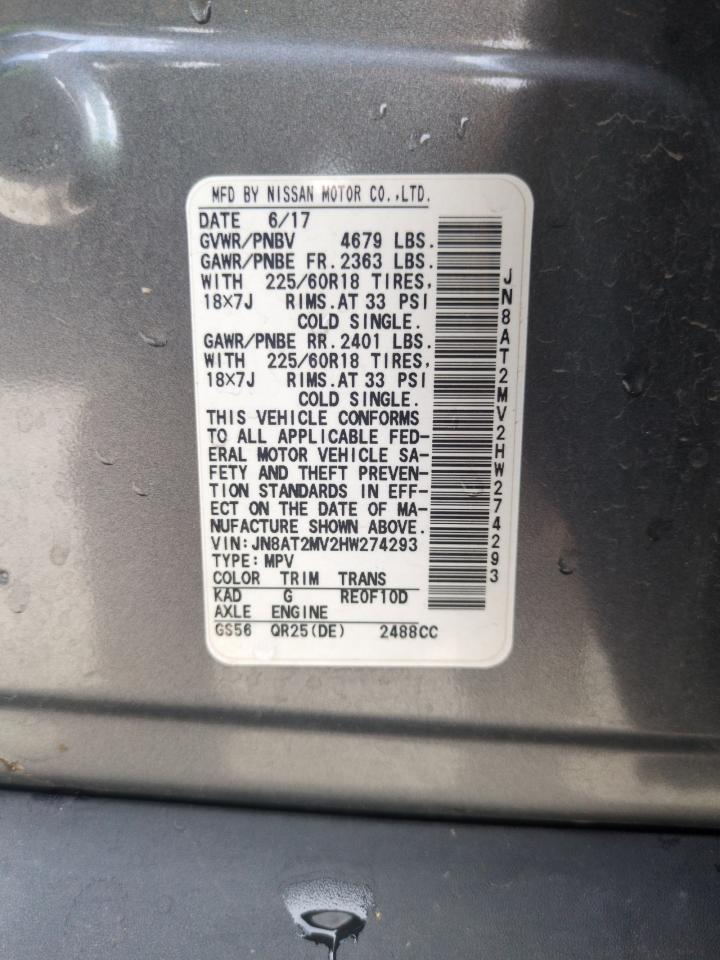 MFD BY NISSAN MOTOR CO.,LTD.
DATE 6/17
GVWR/PNBV 4679 LBS.
GAWR/PNBE FR. 2363 LBS.
WITH 225/60R18 TIRES,
18×7J RIMS. AT 33 PSI
COLD SINGLE.
GAWR/PNBE RR. 2401 LBS.
WITH 225/60R18 TIRES,
18×7J RIMS. AT 33 PSI
COLD SINGLE.
THIS VEHICLE CONFORMS
TO ALL APPLICABLE FED-
ERAL MOTOR VEHICLE SA-
FETY AND THEFT PREVEN-
TION STANDARDS IN EFF-
ECT ON THE DATE OF MA-
NUFACTURE SHOWN ABOVE.
VIN:JN8AT2MV2HW274293
TYPE:MPV
COLOR TRIM TRANS
KAD G RE0F10D
AXLE ENGINE
GS56 QR25(DE) 2488CC
JN8AT2MV2HW274293